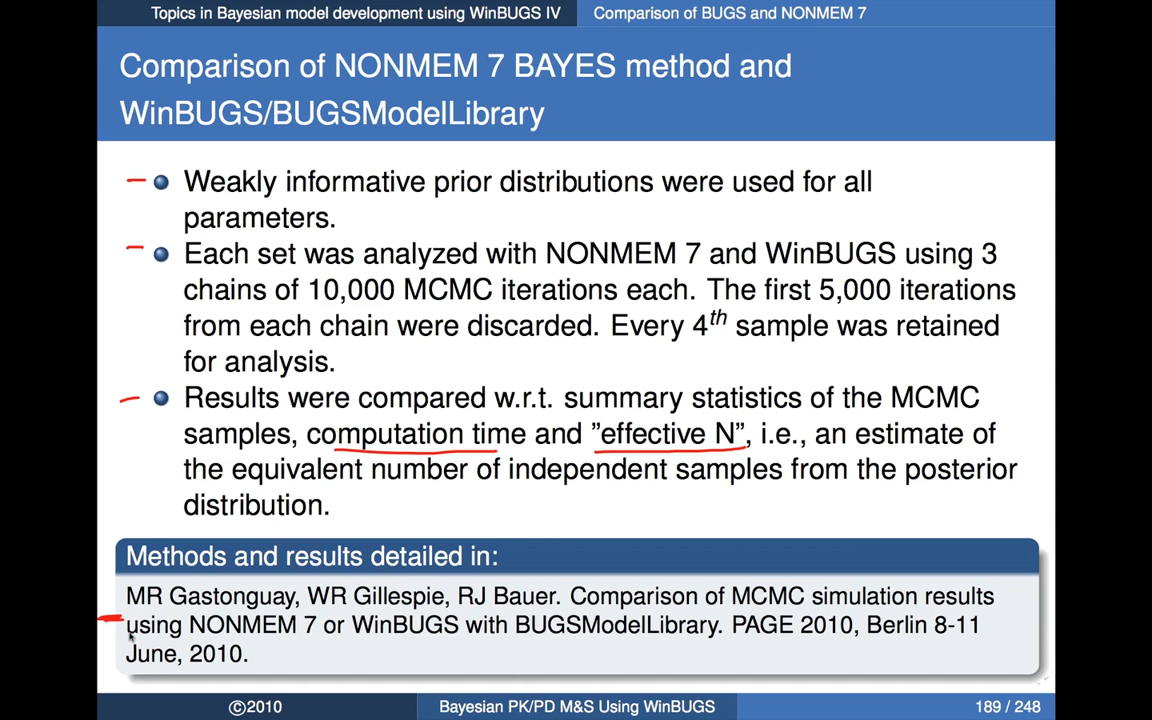 Topics in Bayesian model development using WinBUGS IV
Comparison of BUGS and NONMEM 7
Comparison of NONMEM 7 BAYES method and
WinBUGS/BUGSModelLibrary
Weakly informative prior distributions were used for all
parameters.
Each set was analyzed with NONMEM 7 and WinBUGS using 3
chains of 10,000 MCMC iterations each. The first 5,000 iterations
from each chain were discarded. Every 4th sample was retained
for analysis.
Results were compared w.r.t. summary statistics of the MCMC
samples, computation time and ”effective N”, i.e., an estimate of
the equivalent number of independent samples from the posterior
distribution.
Methods and results detailed in:
MR Gastonguay, WR Gillespie, RJ Bauer. Comparison of MCMC simulation results
using NONMEM 7 or WinBUGS with BUGSModelLibrary. PAGE 2010, Berlin 8-11
June, 2010.
©2010
Bayesian PK/PD M&S Using WinBUGS
189 / 248